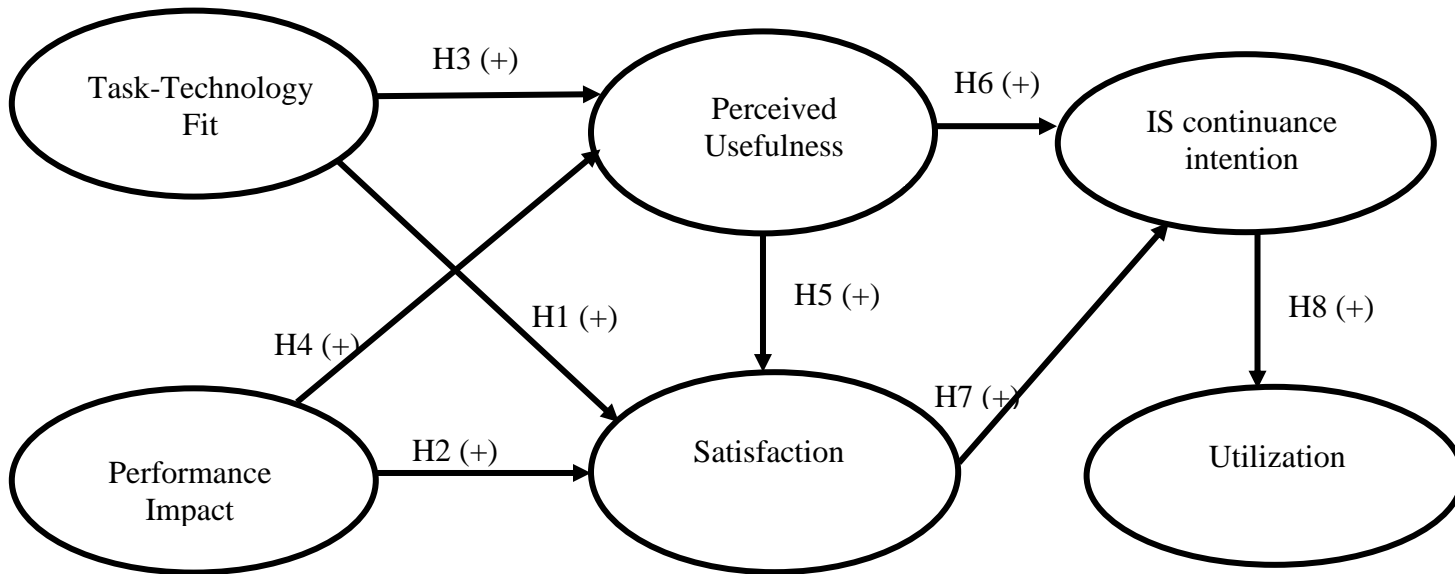 H3 (+)
Task-Technology
Fit
Perceived
Usefulness
H6 (+)
IS continuance
intention
H5 (+)
H1 (+)
H4 (+)
H8 (+)
H7 (+)
Performance
Impact
H2 (+)
Satisfaction
Utilization